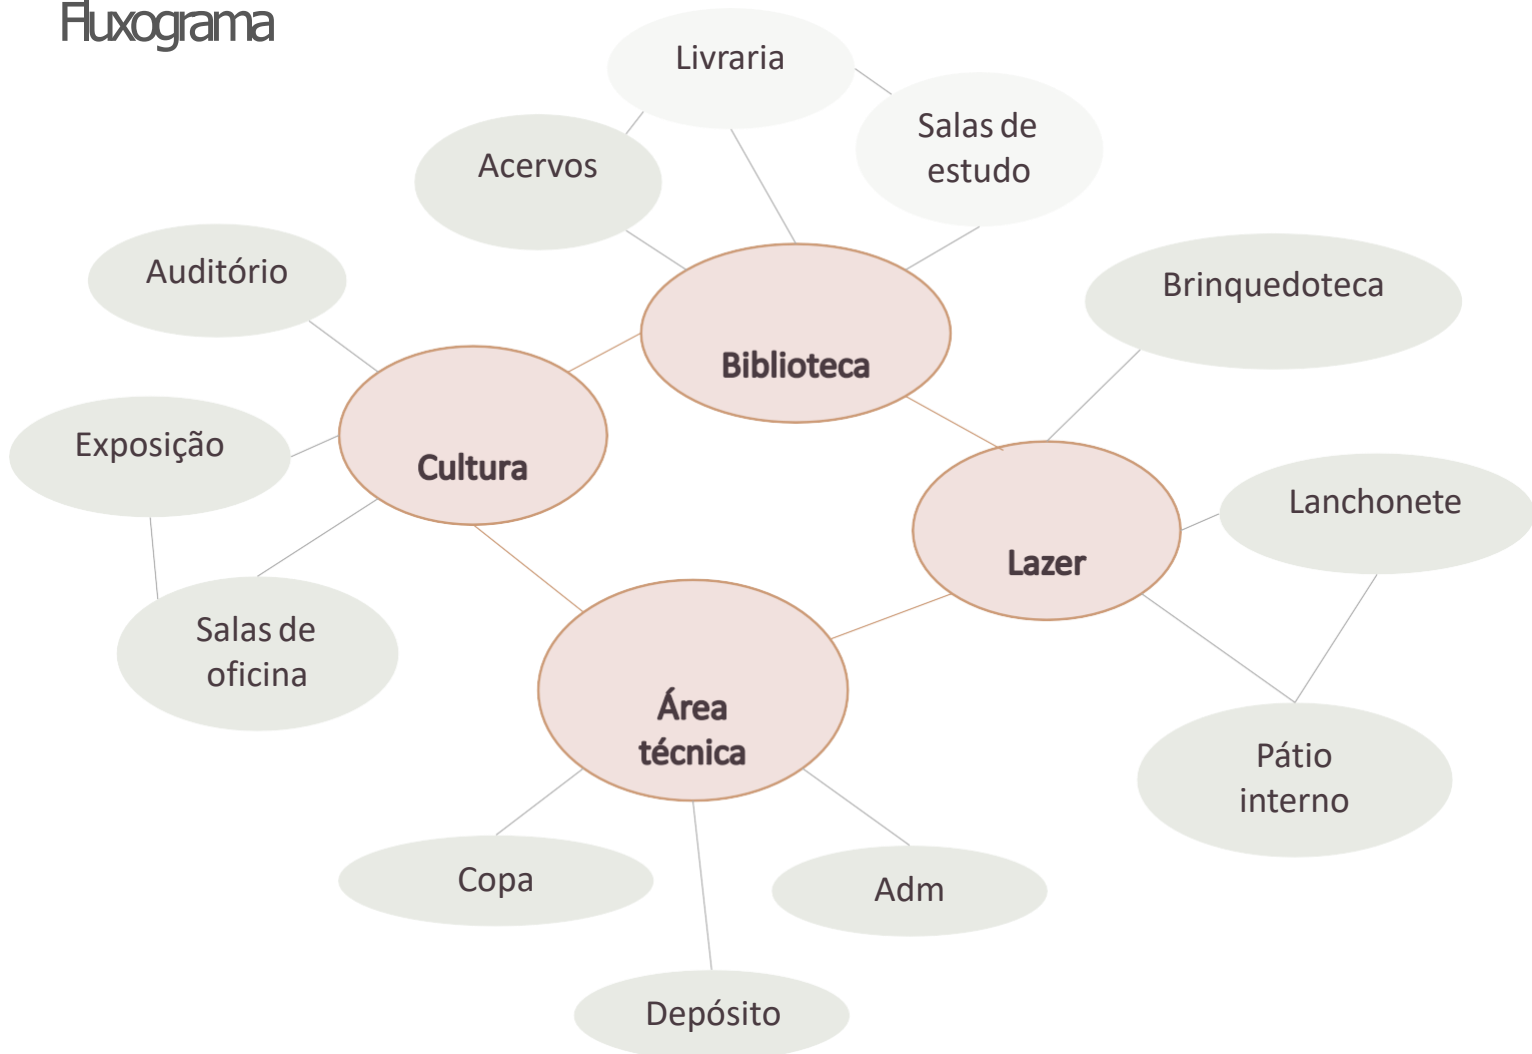 Fluxograma
Livraria
Salas de
estudo
Acervos
Auditório
Brinquedoteca
Biblioteca
Exposição
Cultura
Lanchonete
Lazer
Salas de
oficina
Área
técnica
Pátio
interno
Copa
Adm
Depósito